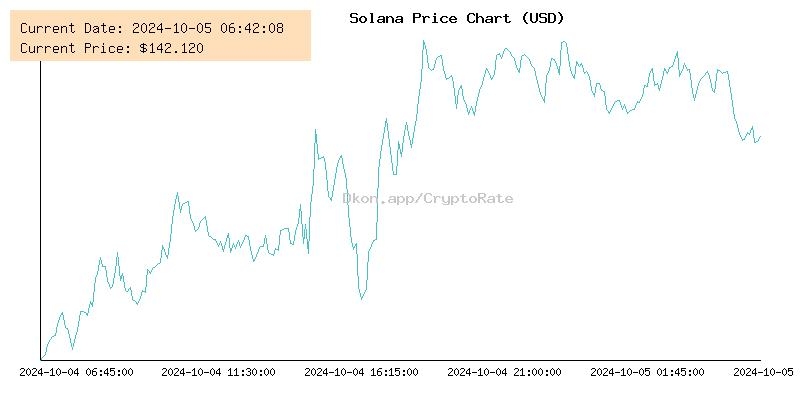 Solana Price Chart (USD)
Current Date: 2024-10-05 06:42:08
Current Price: $142.120
Dkon.app/CryptoRate
2024-10-04 06:45:00
2024-10-04 11:30:00
2024-10-04 16:15:00
2024-10-04 21:00:00
2024-10-05 01:45:00
2024-10-05